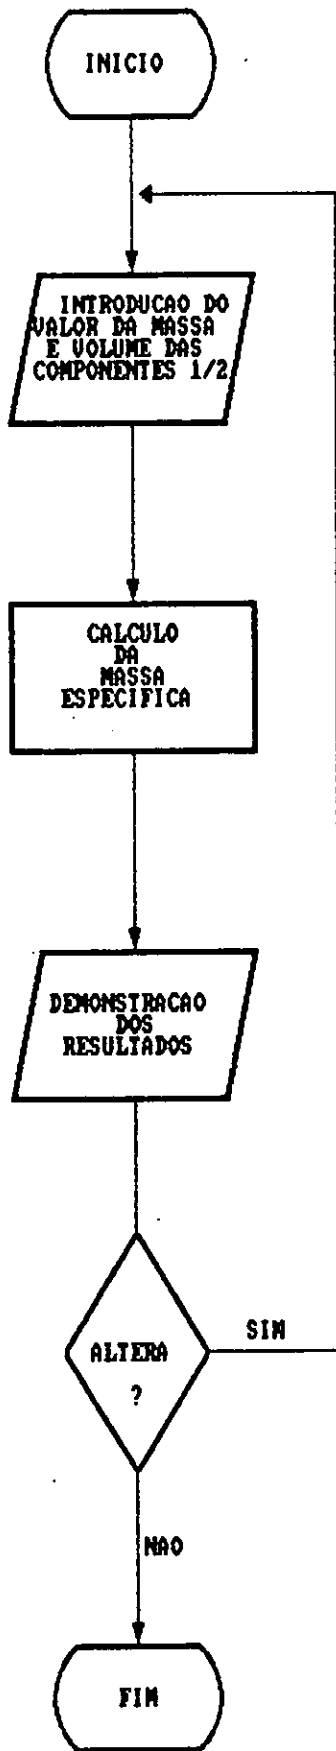 INICIO
INTRODUCAO DO
VALOR DA MASSA
E VOLUME DAS
COMPONENTES 1/2
CALCULO
DA
MASSA
ESPECIFICA
DEMONSTRACAO
DOS
RESULTADOS
ALTERA
?
SIM
NAO
FIM